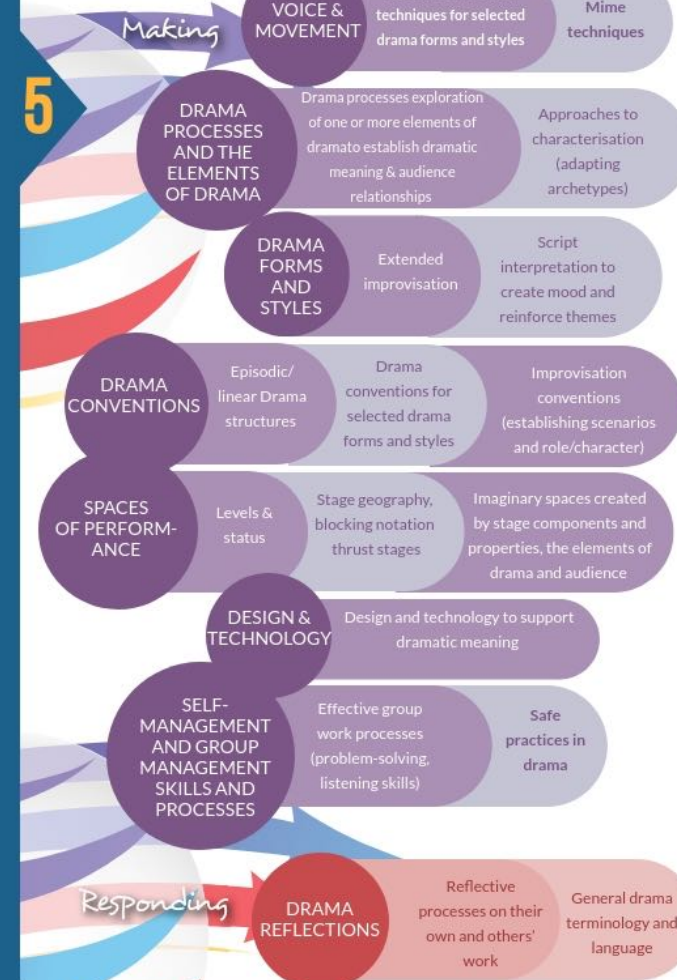 Making
VOICE &
MOVEMENT
techniques for selected
drama forms and styles
Mime
techniques
5
DRAMA
PROCESSES
AND THE
ELEMENTS
OF DRAMA
Drama processes exploration
of one or more elements of
dramato establish dramatic
meaning & audience
relationships
Approaches to
characterisation
(adapting
archetypes)
DRAMA
FORMS
AND
STYLES
Extended
improvisation
Script
interpretation to
create mood and
reinforce themes
DRAMA
CONVENTIONS
Episodic/
linear Drama
structures
Drama
conventions for
selected drama
forms and styles
Improvisation
conventions
(establishing scenarios
and role/character)
SPACES
OF PERFORM-
ANCE
Levels &
status
Stage geography,
blocking notation
thrust stages
Imaginary spaces created
by stage components and
properties, the elements of
drama and audience
DESIGN &
TECHNOLOGY
Design and technology to support
dramatic meaning
SELF-
MANAGEMENT
AND GROUP
MANAGEMENT
SKILLS AND
PROCESSES
Effective group
work processes
(problem-solving,
listening skills)
Safe
practices in
drama
Responding
DRAMA
REFLECTIONS
Reflective
processes on their
own and others'
work
General drama
terminology and
language